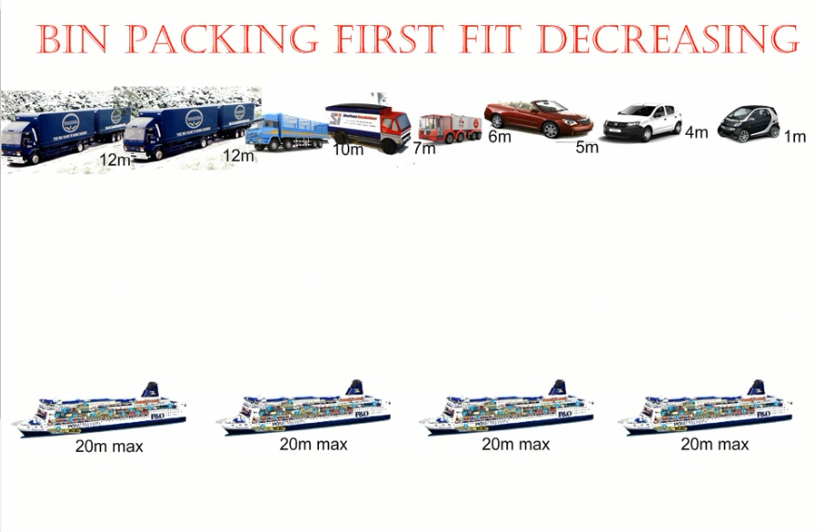 BIN PACKING FIRST FIT DECREASING
12m 12m 10m 7m 6m 5m 4m 1m
P&O P&O P&O P&O
20m max 20m max 20m max 20m max